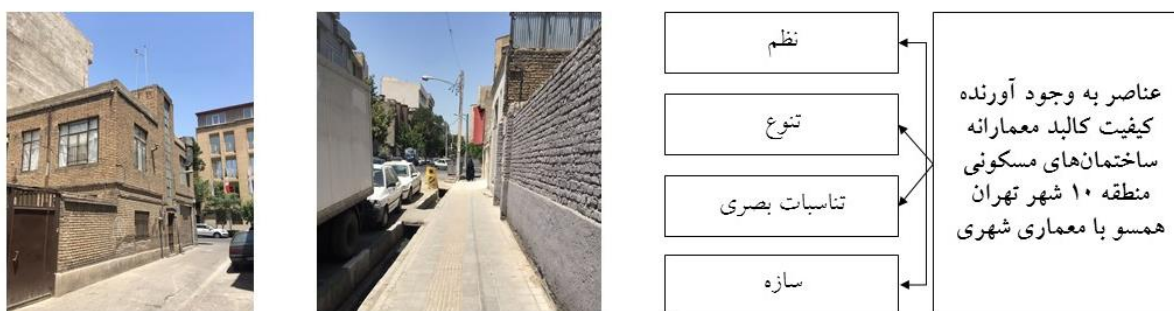 عناصر به وجود آورنده
کیفیت کالبد معمارانه
ساختمان‌های مسکونی
منطقه ۱۰ شهر تهران
همسو با معماری شهری
نظم
تنوع
تناسبات بصری
سازه